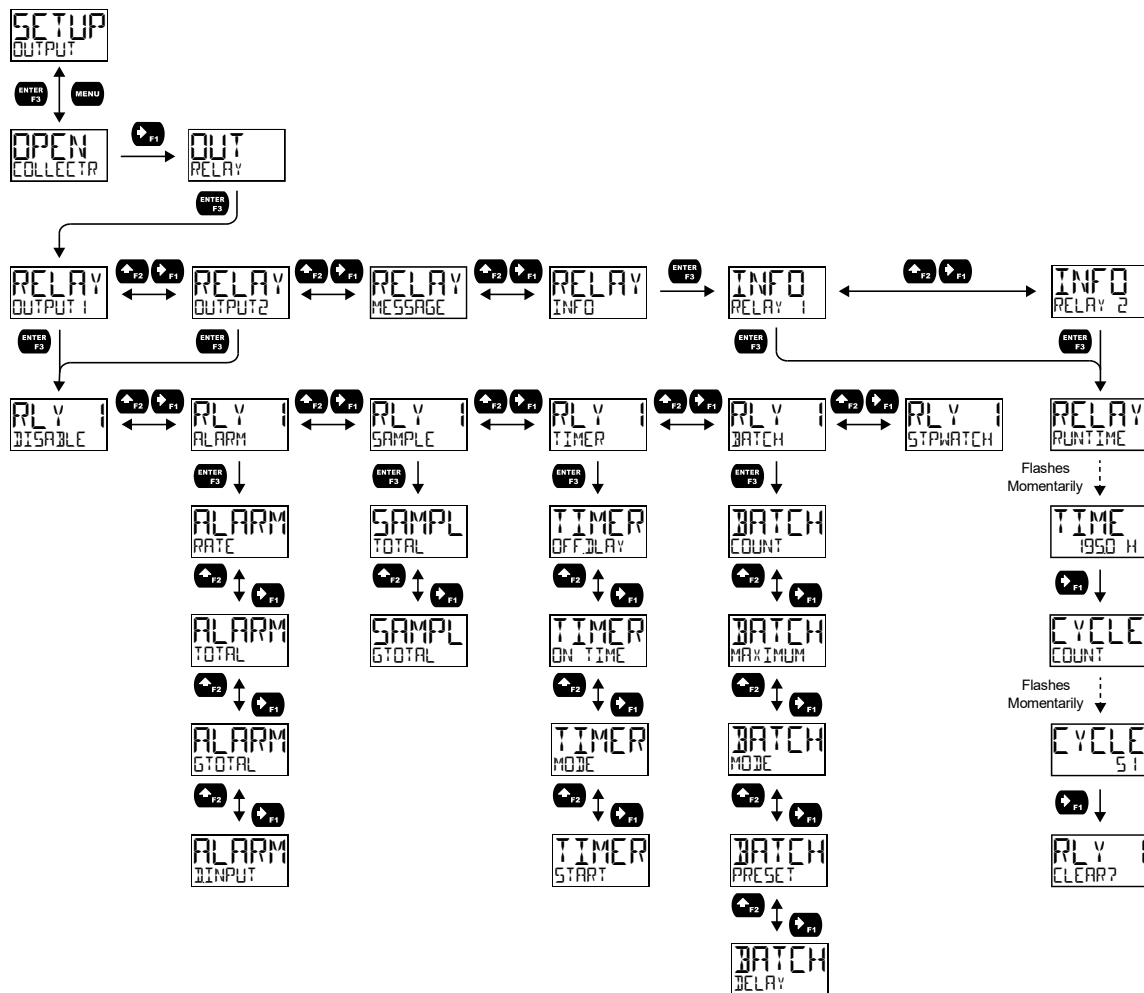 SETUP
OUTPUT
ENTER F3
MENU
OPEN
COLLECTR
F1
OUT
RELAY
ENTER F3
RELAY
OUTPUT 1
F2
F1
RELAY
OUTPUT2
F2
F1
RELAY
MESSAGE
F2
F1
RELAY
INFO
ENTER F3
INFO
RELAY 1
F2
F1
INFO
RELAY 2
ENTER F3
ENTER F3
ENTER F3
ENTER F3
RLY 1
DISABLE
F2
F1
RLY 1
ALARM
F2
F1
RLY 1
SAMPLE
F2
F1
RLY 1
TIMER
F2
F1
RLY 1
BATCH
F2
F1
RLY 1
STPWATCH
RELAY
RUNTIME
ENTER F3
ENTER F3
ENTER F3
ENTER F3
Flashes
Momentarily
ALARM
RATE
SAMPL
TOTAL
TIMER
OFF.DLAY
BATCH
COUNT
TIME
195.0 H
F2
F1
F2
F1
F2
F1
F2
F1
F1
ALARM
TOTAL
SAMPL
GTOTAL
TIMER
ON TIME
BATCH
MAXIMUM
CYCLE
COUNT
F2
F1
F2
F1
F2
F1
Flashes
Momentarily
ALARM
GTOTAL
TIMER
MODE
BATCH
MODE
CYCLE
51
F2
F1
F2
F1
F2
F1
F1
ALARM
DINPUT
TIMER
START
BATCH
PRESET
RLY 1
CLEAR?
F2
F1
BATCH
DELAY